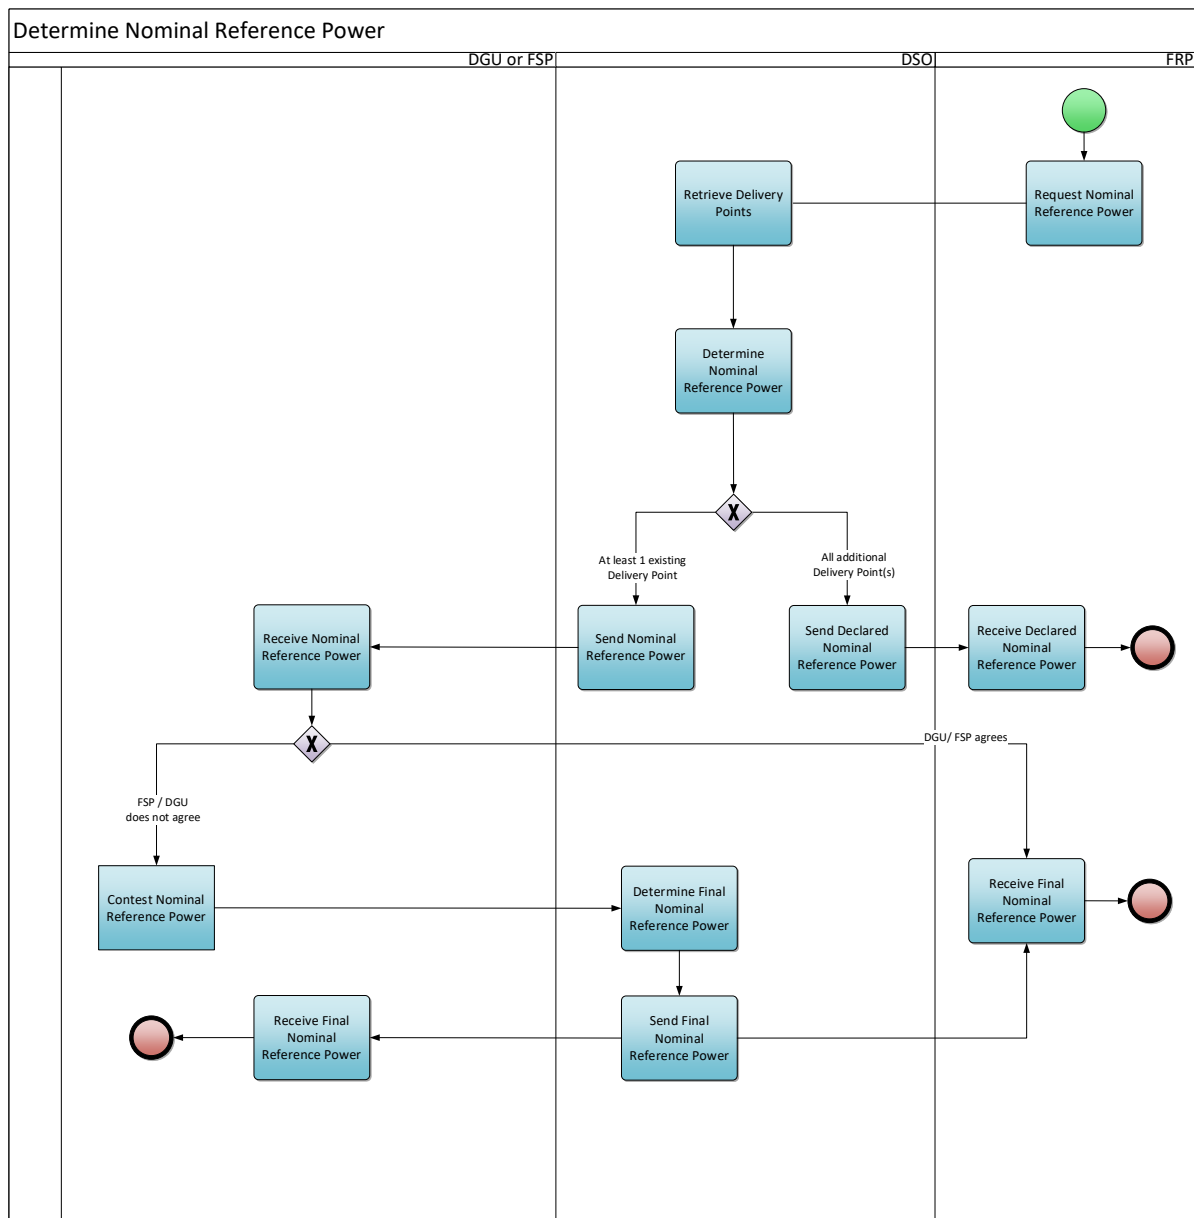 Determine Nominal Reference Power
DGU or FSP
DSO
FRP
Retrieve Delivery
Points
Request Nominal
Reference Power
Determine
Nominal
Reference Power
X
At least 1 existing
Delivery Point
All additional
Delivery Point(s)
Receive Nominal
Reference Power
Send Nominal
Reference Power
Send Declared
Nominal
Reference Power
Receive Declared
Nominal
Reference Power
X
DGU/ FSP agrees
FSP / DGU
does not agree
Contest Nominal
Reference Power
Determine Final
Nominal
Reference Power
Receive Final
Nominal
Reference Power
Receive Final
Nominal
Reference Power
Send Final
Nominal
Reference Power